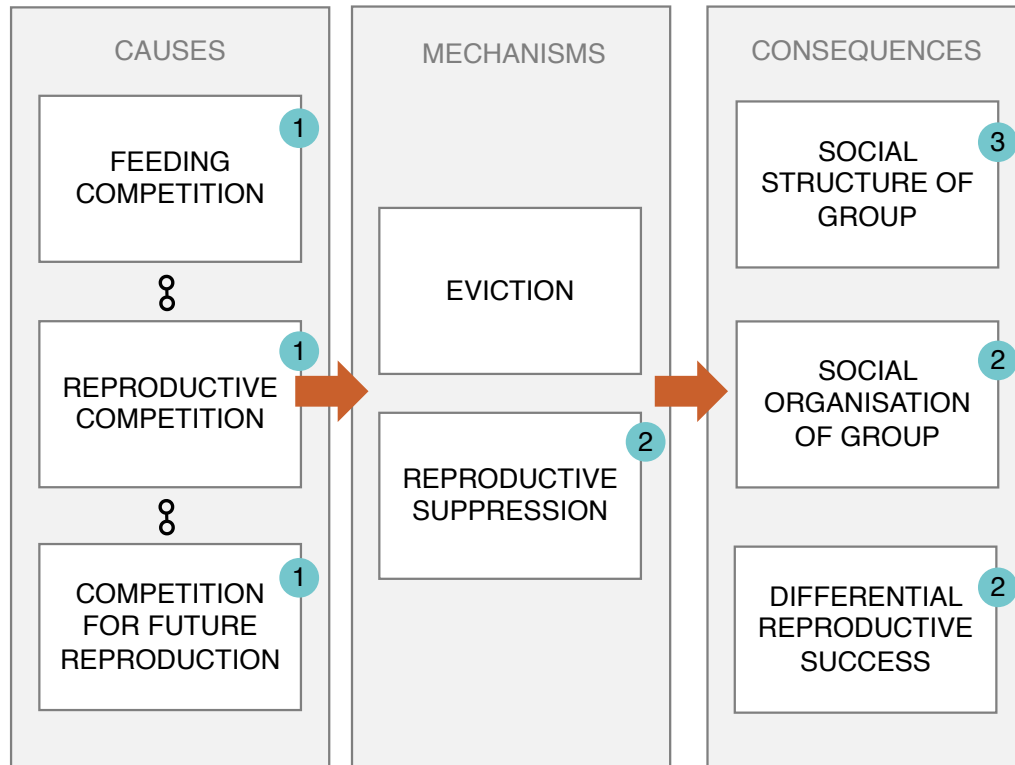 CAUSES
1
FEEDING
COMPETITION
1
REPRODUCTIVE
COMPETITION
1
COMPETITION
FOR FUTURE
REPRODUCTION
MECHANISMS
EVICTION
2
REPRODUCTIVE
SUPPRESSION
CONSEQUENCES
3
SOCIAL
STRUCTURE OF
GROUP
2
SOCIAL
ORGANISATION
OF GROUP
2
DIFFERENTIAL
REPRODUCTIVE
SUCCESS